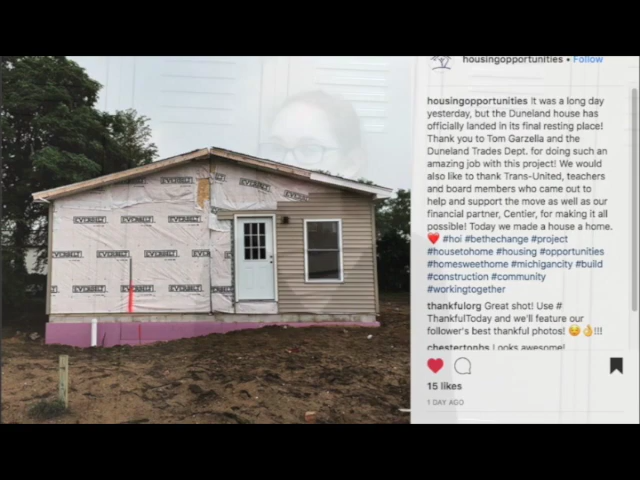 housingopportunities • Follow
housingopportunities It was a long day
yesterday, but the Duneland house has
officially landed in its final resting place!
Thank you to Tom Garzella and the
Duneland Trades Dept. for doing such an
amazing job with this project! We would
also like to thank Trans-United, teachers
and board members who came out to
help and support the move as well as our
financial partner, Centier, for making it all
possible! Today we made a house a home.
❤️ #hoi #bethechange #project
#housetohome #housing #opportunities
#homesweethome #michigancity #build
#construction #community
#workingtogether
thankfulorg Great shot! Use #
ThankfulToday and we'll feature our
follower's best thankful photos! 😊👌!!!
Looks awesome!
15 likes
1 DAY AGO
EVERBILT EVERBILT EVERBILT
EVERBILT EVERBILT EVERBILT
EVERBILT EVERBILT EVERBILT
EVERBILT EVERBILT EVERBILT